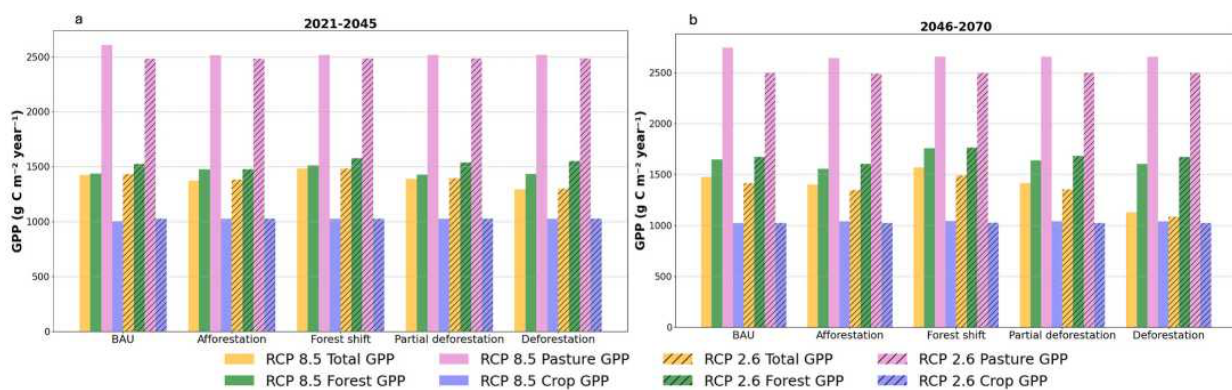 a
2021-2045
GPP (g C m⁻² year⁻¹)
2500
2000
1500
1000
500
0
BAU
Afforestation
Forest shift
Partial deforestation
Deforestation
b
2046-2070
GPP (g C m⁻² year⁻¹)
2500
2000
1500
1000
500
0
BAU
Afforestation
Forest shift
Partial deforestation
Deforestation
RCP 8.5 Total GPP
RCP 8.5 Pasture GPP
RCP 2.6 Total GPP
RCP 2.6 Pasture GPP
RCP 8.5 Forest GPP
RCP 8.5 Crop GPP
RCP 2.6 Forest GPP
RCP 2.6 Crop GPP